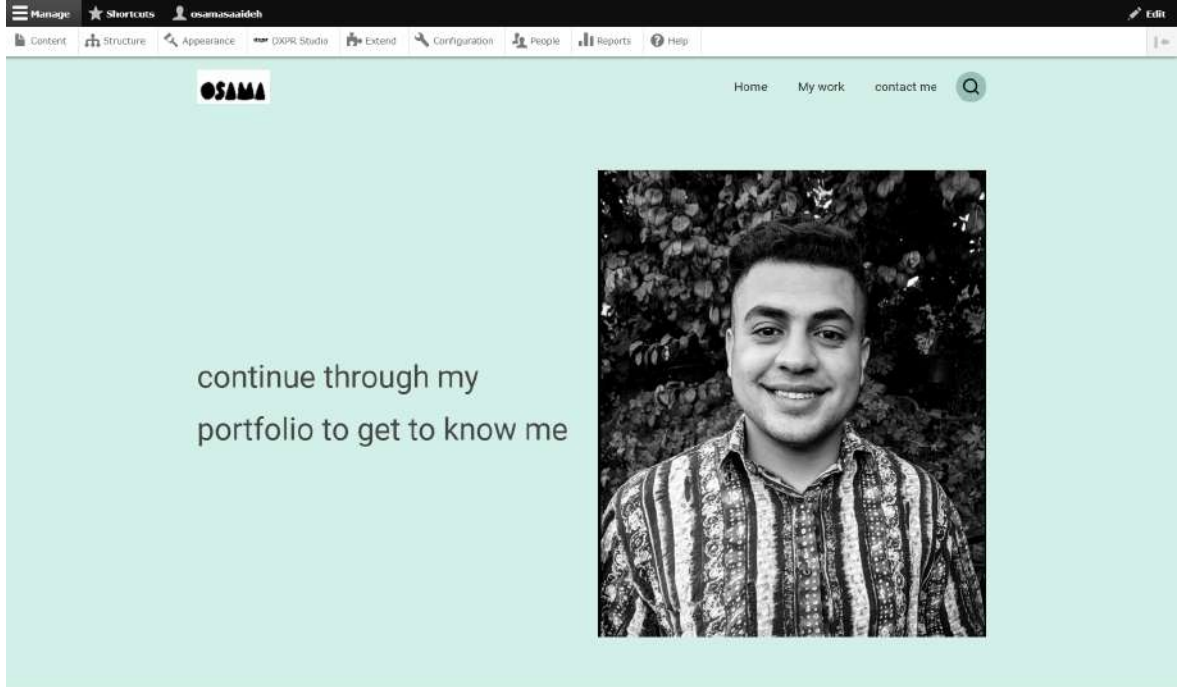 Manage Shortcuts osamasaaideh Edit
Content Structure Appearance DXPR Studio Extend Configuration People Reports Help
OSAMA Home My work contact me
continue through my
portfolio to get to know me